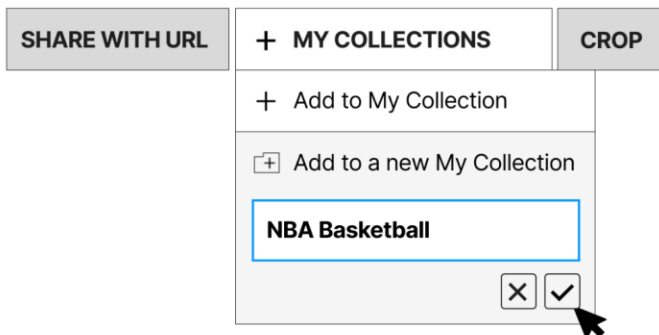 SHARE WITH URL
+ MY COLLECTIONS
CROP
+ Add to My Collection
Add to a new My Collection
NBA Basketball